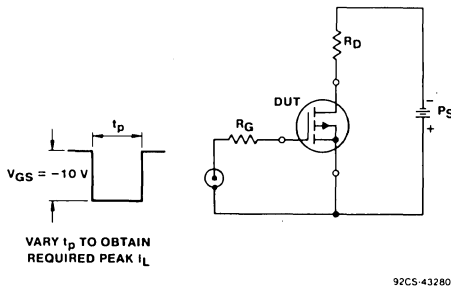 RD
DUT
PS
−
+
RG
tp
VGS = −10 V
VARY tp TO OBTAIN
REQUIRED PEAK IL
92CS-43280